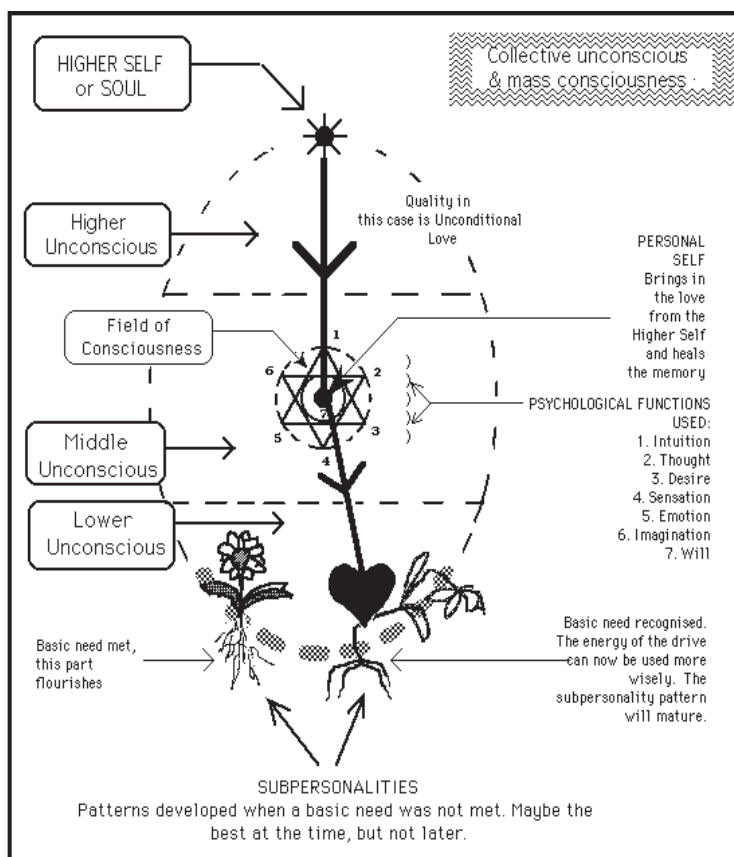 HIGHER SELF
or SOUL
Collective unconscious
& mass consciousness
Higher
Unconscious
Quality in
this case is Unconditional
Love
PERSONAL
SELF
Brings in
the love
from the
Higher Self
and heals
the memory
Field of
Consciousness
1
2
3
4
5
6
7
PSYCHOLOGICAL FUNCTIONS
USED:
1. Intuition
2. Thought
3. Desire
4. Sensation
5. Emotion
6. Imagination
7. Will
Middle
Unconscious
Lower
Unconscious
Basic need met,
this part
flourishes
Basic need recognised.
The energy of the drive
can now be used more
wisely. The
subpersonality pattern
will mature.
SUBPERSONALITIES
Patterns developed when a basic need was not met. Maybe the
best at the time, but not later.